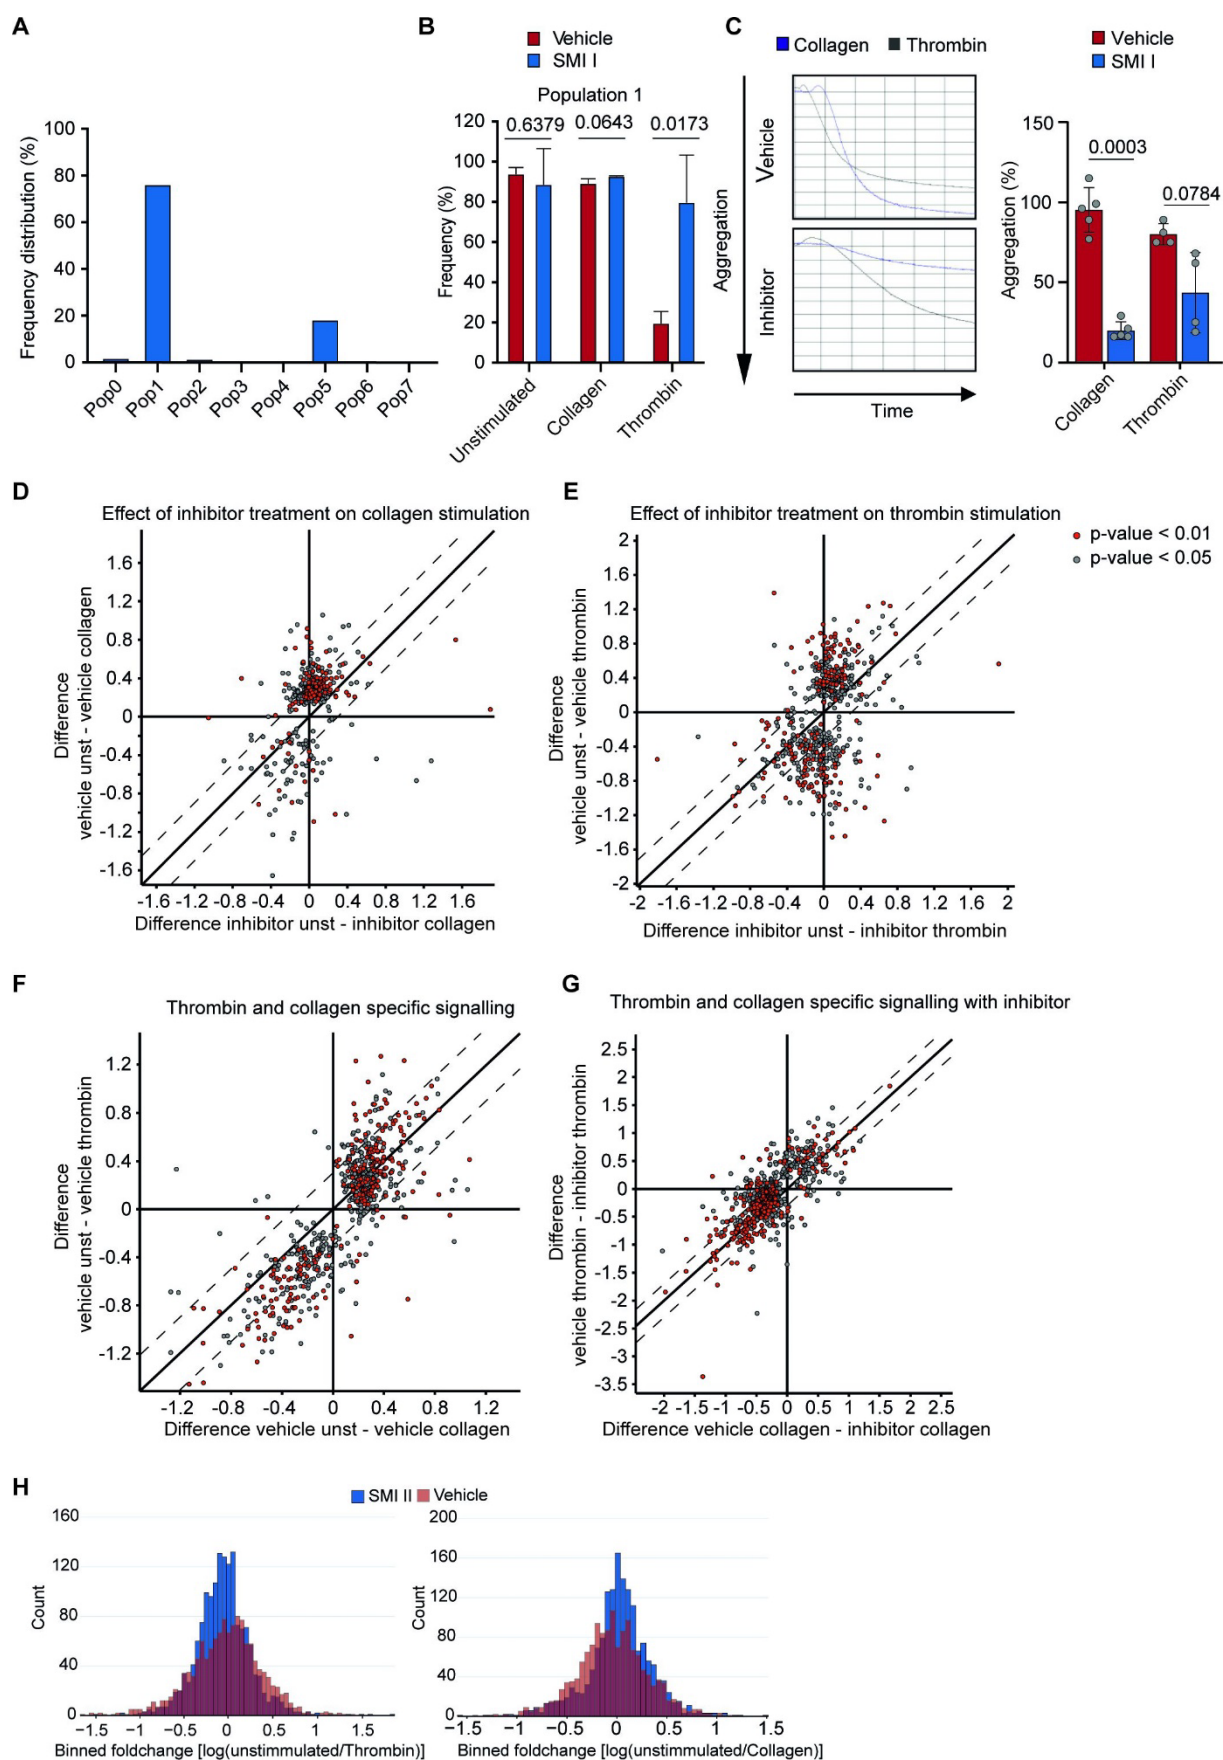 A
Frequency distribution (%)
100
80
60
40
20
0
Pop0
Pop1
Pop2
Pop3
Pop4
Pop5
Pop6
Pop7
B
Vehicle
SMI I
Population 1
0.6379
0.0643
0.0173
Frequency (%)
120
100
80
60
40
20
0
Unstimulated
Collagen
Thrombin
C
Collagen
Thrombin
Vehicle
Inhibitor
Aggregation
Time
Vehicle
SMI I
Aggregation (%)
150
100
50
0
0.0003
0.0784
Collagen
Thrombin
D
Effect of inhibitor treatment on collagen stimulation
Difference
vehicle unst - vehicle collagen
1.6
1.2
0.8
0.4
0
-0.4
-0.8
-1.2
-1.6
-1.6 -1.2 -0.8 -0.4 0 0.4 0.8 1.2 1.6
Difference inhibitor unst - inhibitor collagen
E
Effect of inhibitor treatment on thrombin stimulation
p-value < 0.01
p-value < 0.05
Difference
vehicle unst - vehicle thrombin
2
1.6
1.2
0.8
0.4
0
-0.4
-0.8
-1.2
-1.6
-2
-2 -1.6 -1.2 -0.8 -0.4 0 0.4 0.8 1.2 1.6 2
Difference inhibitor unst - inhibitor thrombin
F
Thrombin and collagen specific signalling
Difference
vehicle unst - vehicle thrombin
1.2
0.8
0.4
0
-0.4
-0.8
-1.2
-1.2 -0.8 -0.4 0 0.4 0.8 1.2
Difference vehicle unst - vehicle collagen
G
Thrombin and collagen specific signalling with inhibitor
Difference
vehicle thrombin - inhibitor thrombin
2.5
2
1.5
1
0.5
0
-0.5
-1
-1.5
-2
-2.5
-3
-3.5
-2 -1.5 -1 -0.5 0 0.5 1 1.5 2 2.5
Difference vehicle collagen - inhibitor collagen
H
SMI II
Vehicle
Count
160
120
80
40
0
−1.5 −1 −0.5 0 0.5 1 1.5
Binned foldchange [log(unstimmulated/Thrombin)]
Count
200
160
120
80
40
0
−1.5 −1 −0.5 0 0.5 1 1.5
Binned foldchange [log(unstimmulated/Collagen)]